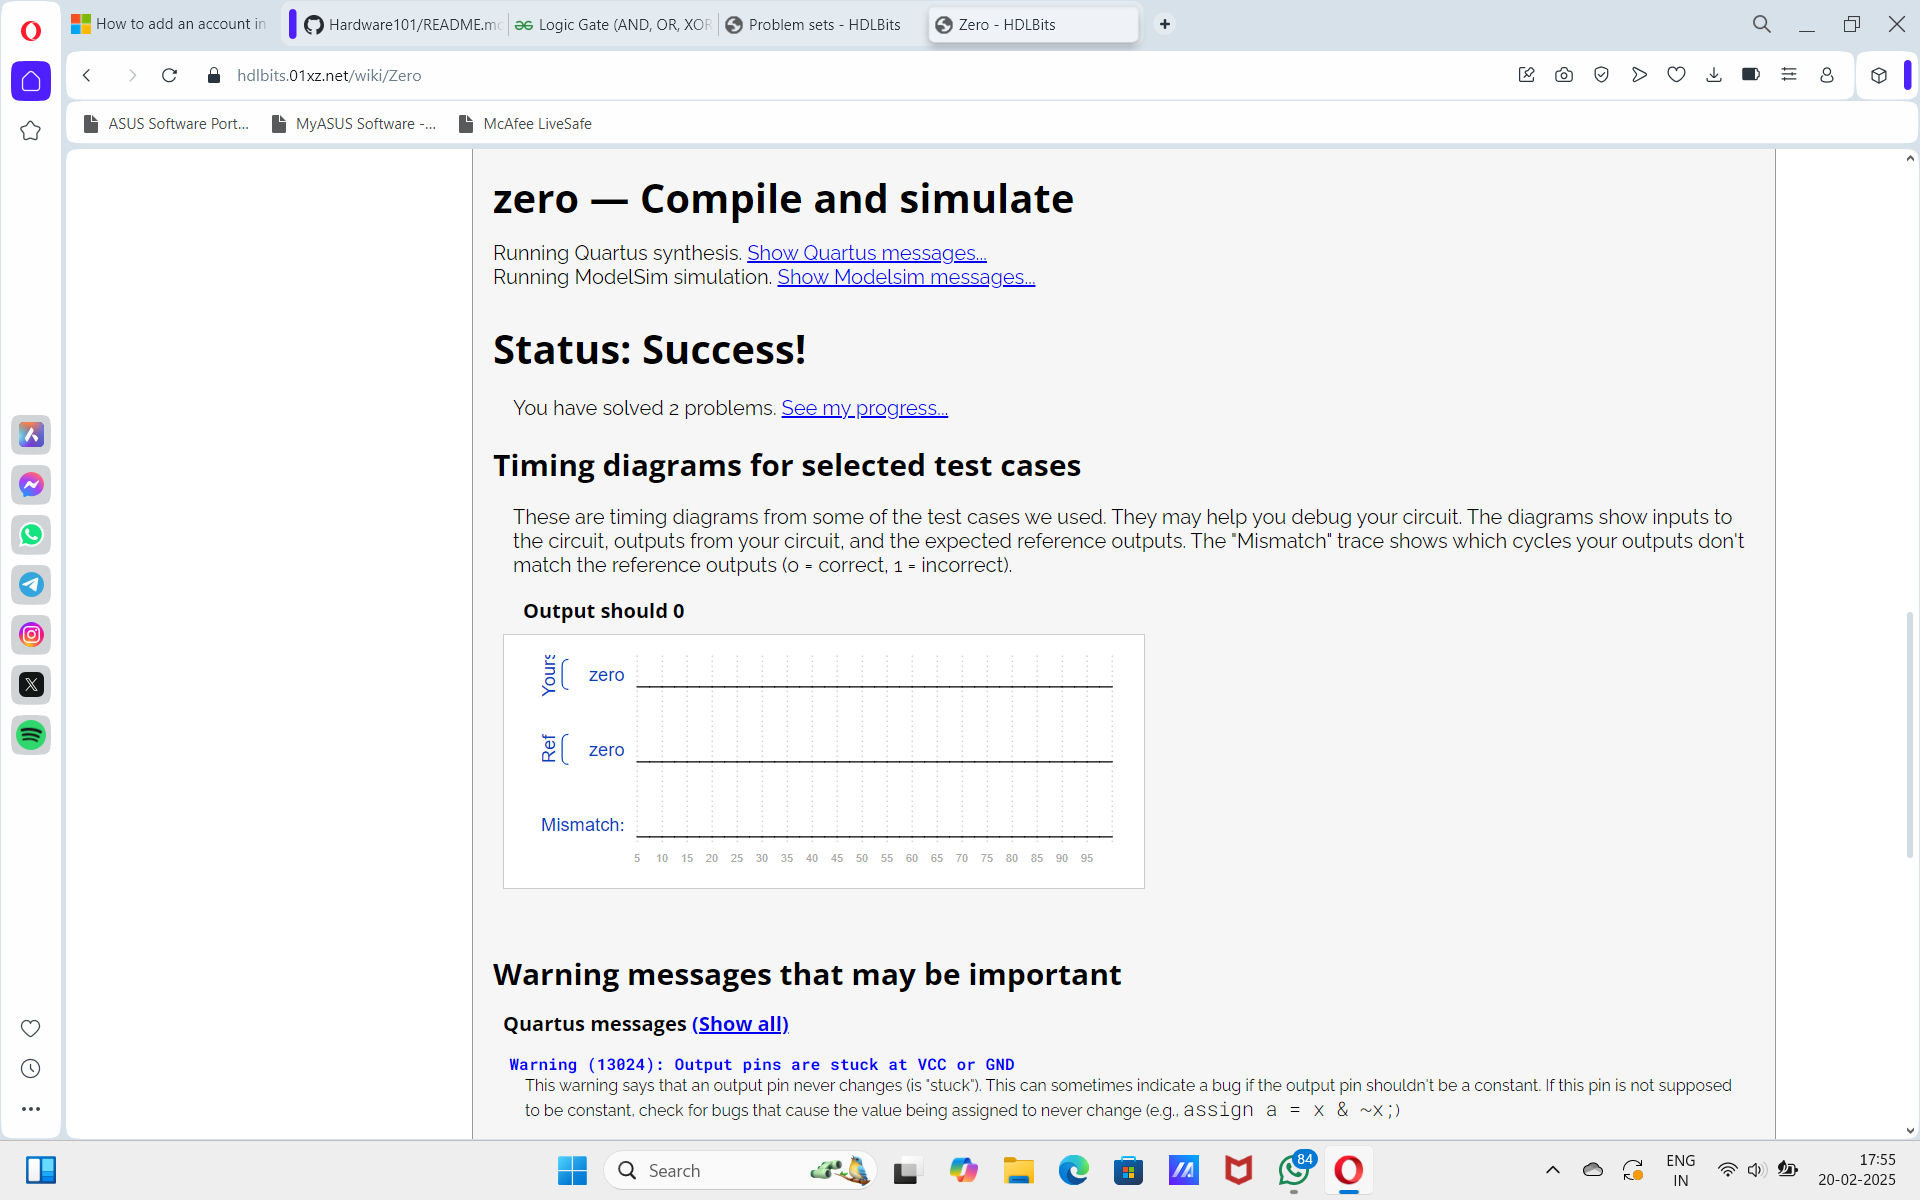 How to add an account in
Hardware101/README.mc
Logic Gate (AND, OR, XOR
Problem sets - HDLBits
Zero - HDLBits
hdlbits.01xz.net/wiki/Zero
ASUS Software Port...
MyASUS Software -...
McAfee LiveSafe
zero — Compile and simulate
Running Quartus synthesis. Show Quartus messages...
Running ModelSim simulation. Show Modelsim messages...
Status: Success!
You have solved 2 problems. See my progress...
Timing diagrams for selected test cases
These are timing diagrams from some of the test cases we used. They may help you debug your circuit. The diagrams show inputs to
the circuit, outputs from your circuit, and the expected reference outputs. The "Mismatch" trace shows which cycles your outputs don't
match the reference outputs (0 = correct, 1 = incorrect).
Output should 0
Yours zero
Ref zero
Mismatch:
5 10 15 20 25 30 35 40 45 50 55 60 65 70 75 80 85 90 95
Warning messages that may be important
Quartus messages (Show all)
Warning (13024): Output pins are stuck at VCC or GND
This warning says that an output pin never changes (is "stuck"). This can sometimes indicate a bug if the output pin shouldn't be a constant. If this pin is not supposed
to be constant, check for bugs that cause the value being assigned to never change (e.g., assign a = x & ~x;)
Search
84
ENG
IN
17:55
20-02-2025